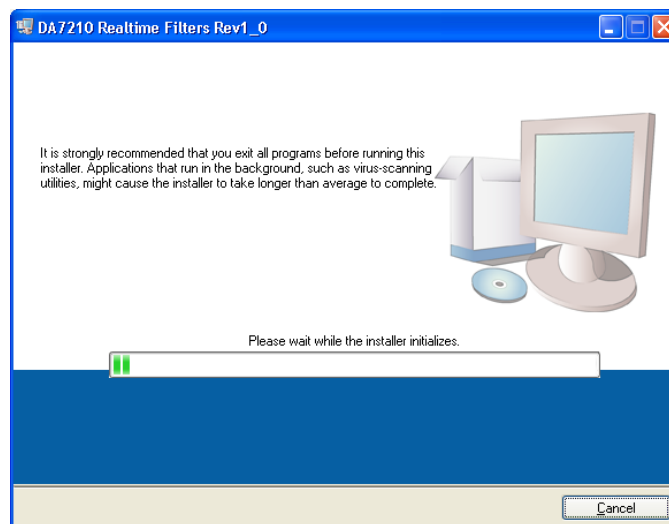 DA7210 Realtime Filters Rev1_0
It is strongly recommended that you exit all programs before running this
installer. Applications that run in the background, such as virus-scanning
utilities, might cause the installer to take longer than average to complete.
Please wait while the installer initializes.
Cancel